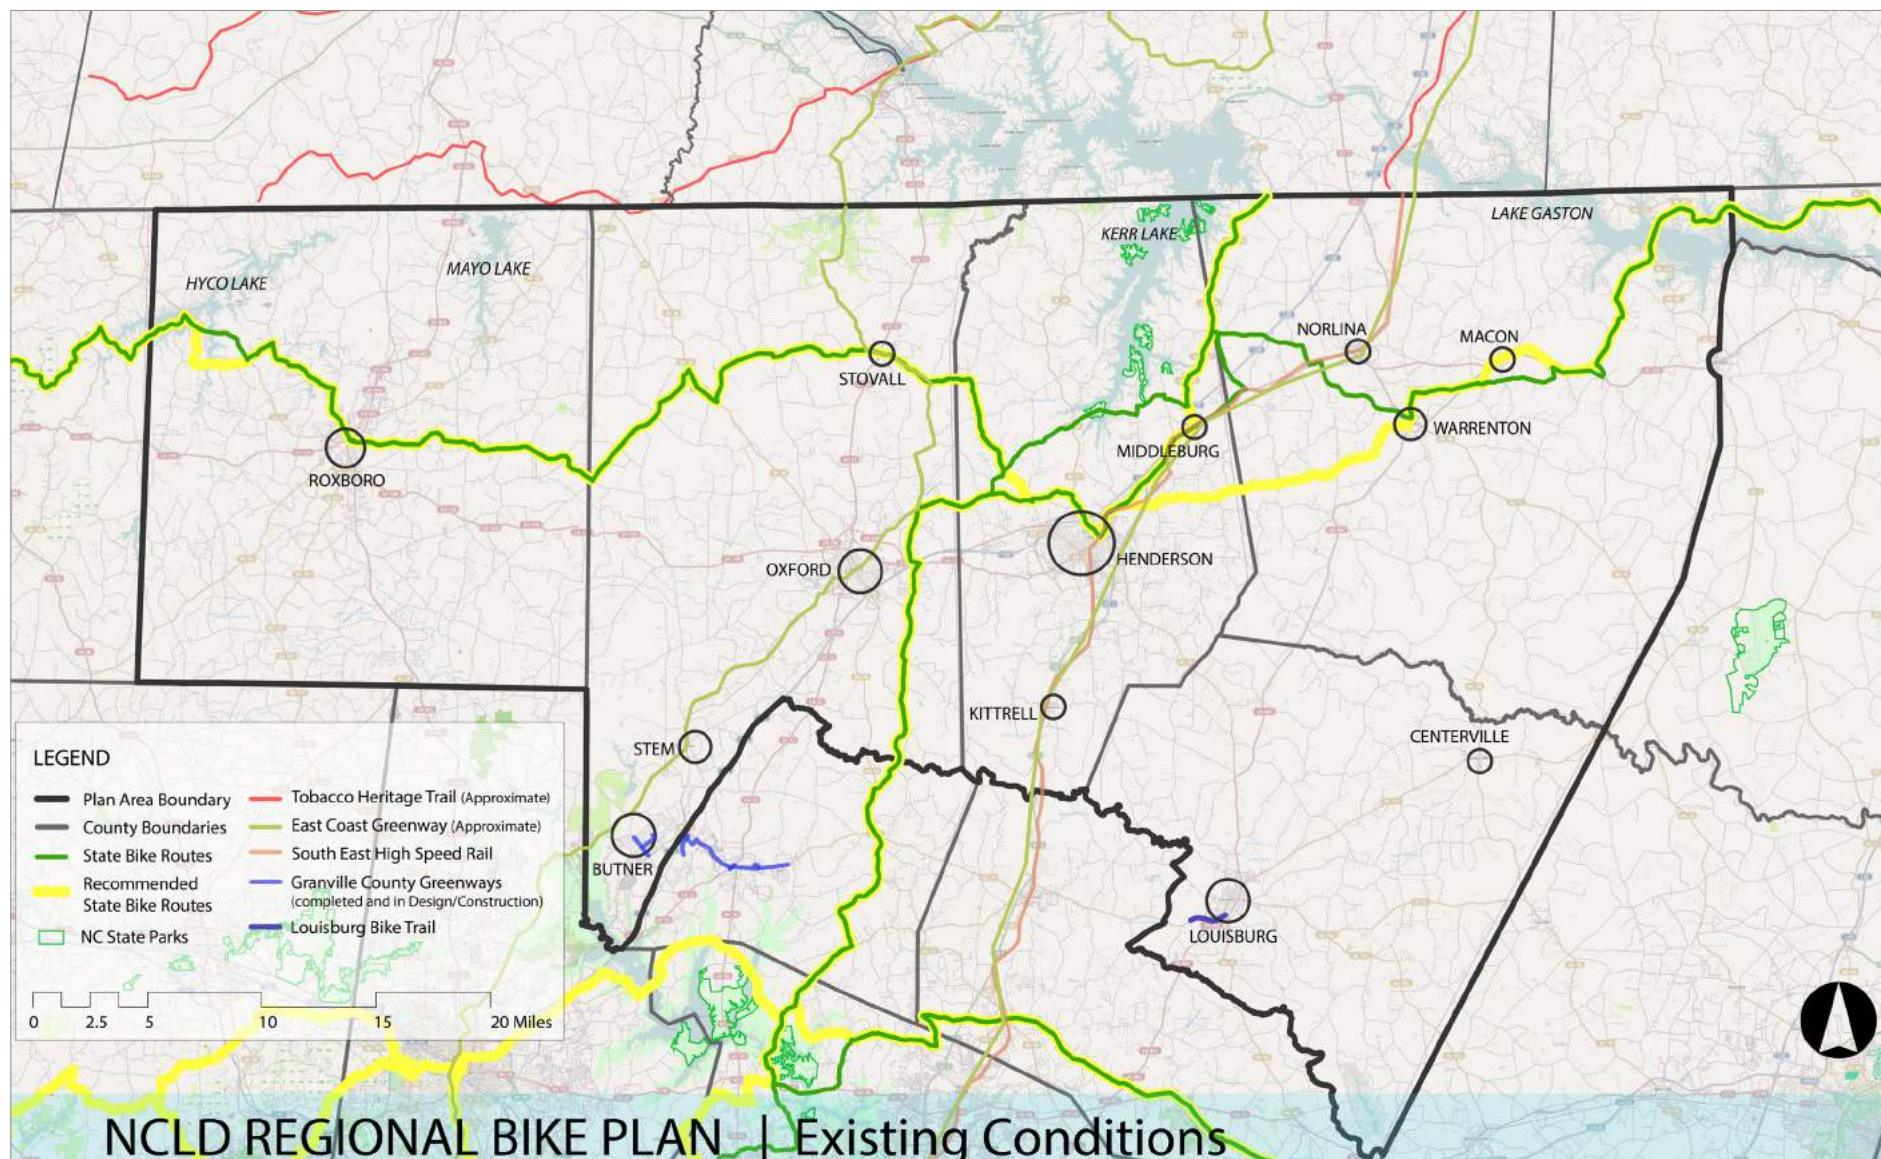 LAKE GASTON
KERR LAKE
MAYO LAKE
HYCO LAKE
NORLINA
MACON
STOVALL
WARRENTON
MIDDLEBURG
ROXBORO
HENDERSON
OXFORD
KITTRELL
CENTERVILLE
STEM
BUTNER
LOUISBURG
LEGEND
Plan Area Boundary
County Boundaries
State Bike Routes
Recommended
State Bike Routes
NC State Parks
Tobacco Heritage Trail (Approximate)
East Coast Greenway (Approximate)
South East High Speed Rail
Granville County Greenways
(completed and in Design/Construction)
Louisburg Bike Trail
0 2.5 5 10 15 20 Miles
NCLD REGIONAL BIKE PLAN | Existing Conditions